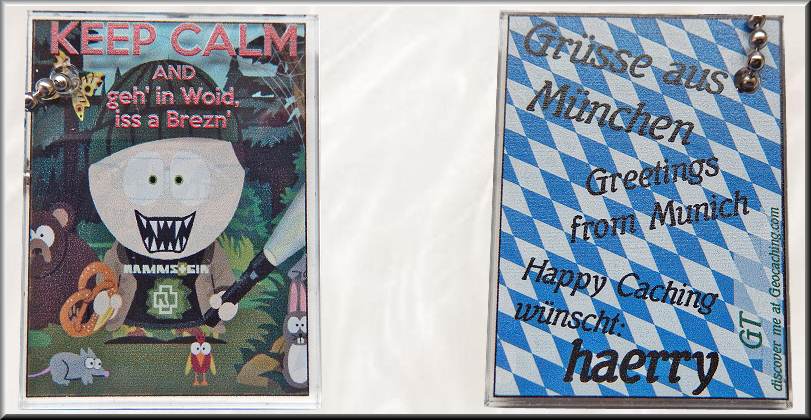 KEEP CALM
AND
geh' in Woid,
iss a Brezn'
RAMMSTEIN
Grüsse aus
München
Greetings
from Munich
Happy Caching
wünscht:
haerry
GT
discover me at Geocaching.com